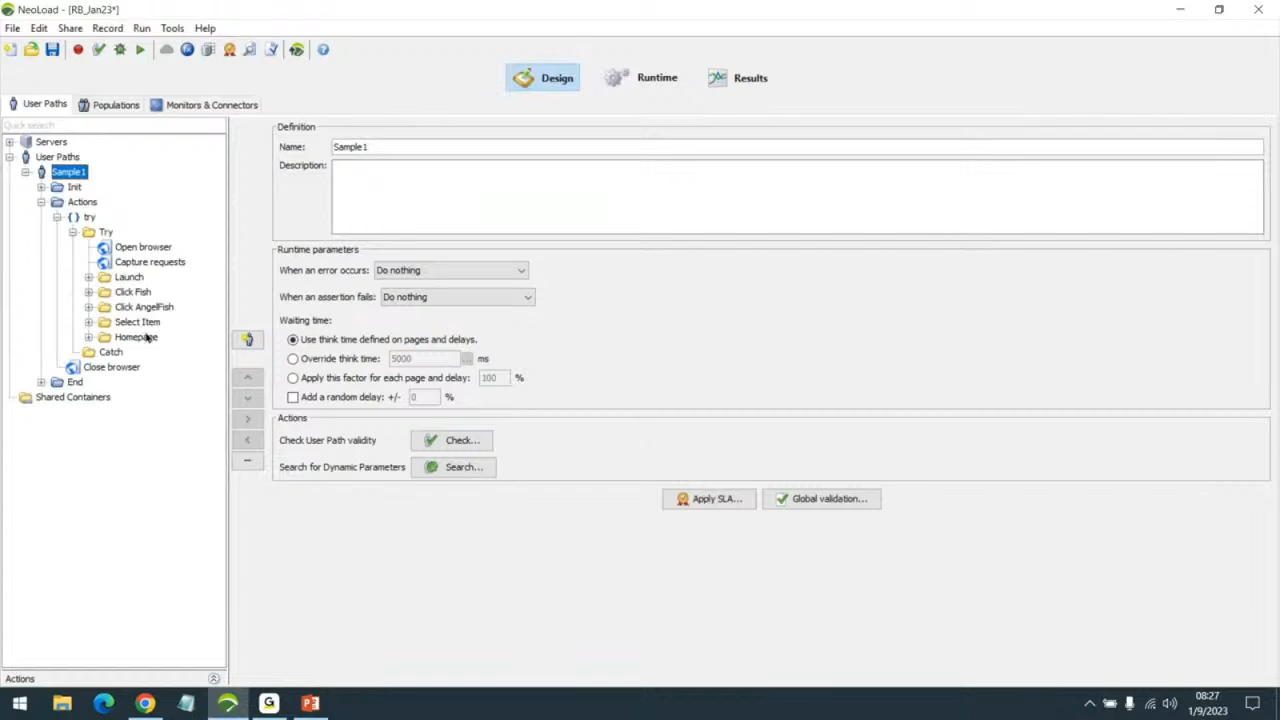 NeoLoad - [RB_Jan23*]
File Edit Share Record Run Tools Help
Design Runtime Results
User Paths Populations Monitors & Connectors
Quick search
Servers
User Paths
Sample1
Init
Actions
try
Try
Open browser
Capture requests
Launch
Click Fish
Click AngelFish
Select Item
Homepage
Catch
Close browser
End
Shared Containers
Actions
Definition
Name: Sample1
Description:
Runtime parameters
When an error occurs: Do nothing
When an assertion fails: Do nothing
Waiting time:
Use think time defined on pages and delays.
Override think time: 5000 ... ms
Apply this factor for each page and delay: 100 %
Add a random delay: +/- 0 %
Actions
Check User Path validity Check...
Search for Dynamic Parameters Search...
Apply SLA... Global validation...
08:27
1/9/2023